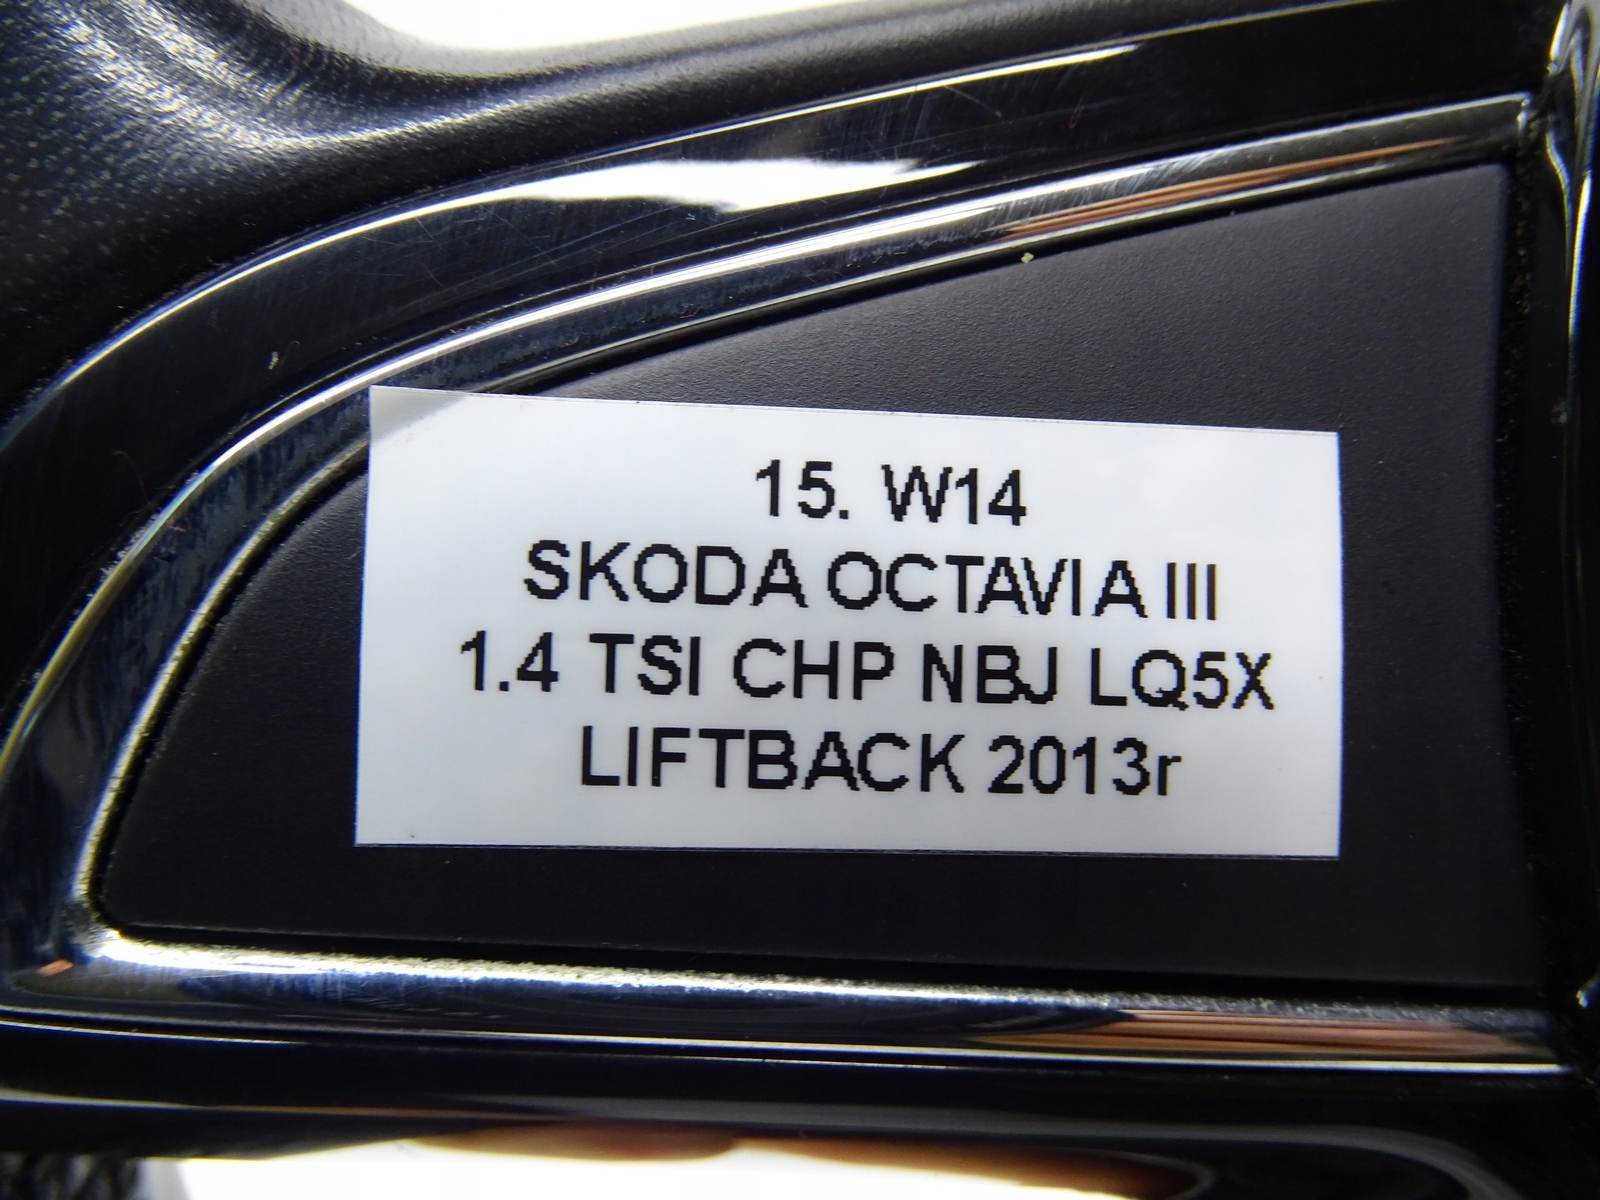 15. W14
SKODA OCTAVIA III
1.4 TSI CHP NBJ LQ5X
LIFTBACK 2013r